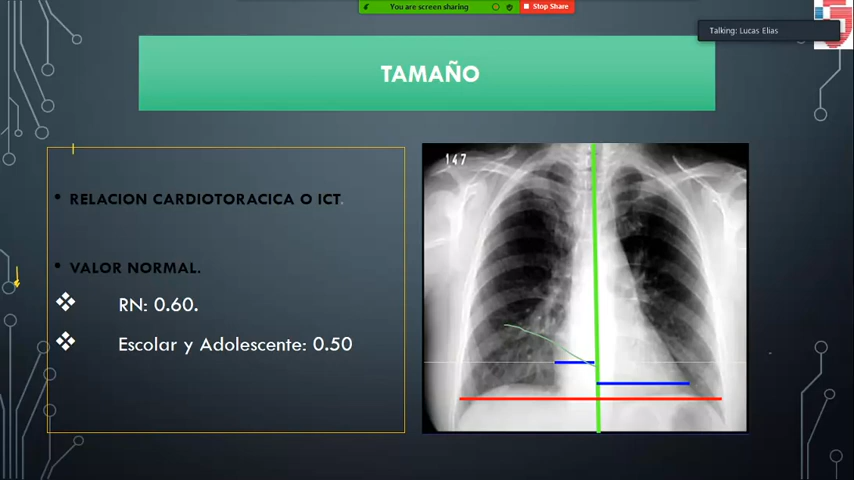 You are screen sharing
Stop Share
Talking: Lucas Elias
TAMAÑO
147
• RELACION CARDIOTORACICA O ICT.
• VALOR NORMAL.
❖ RN: 0.60.
❖ Escolar y Adolescente: 0.50